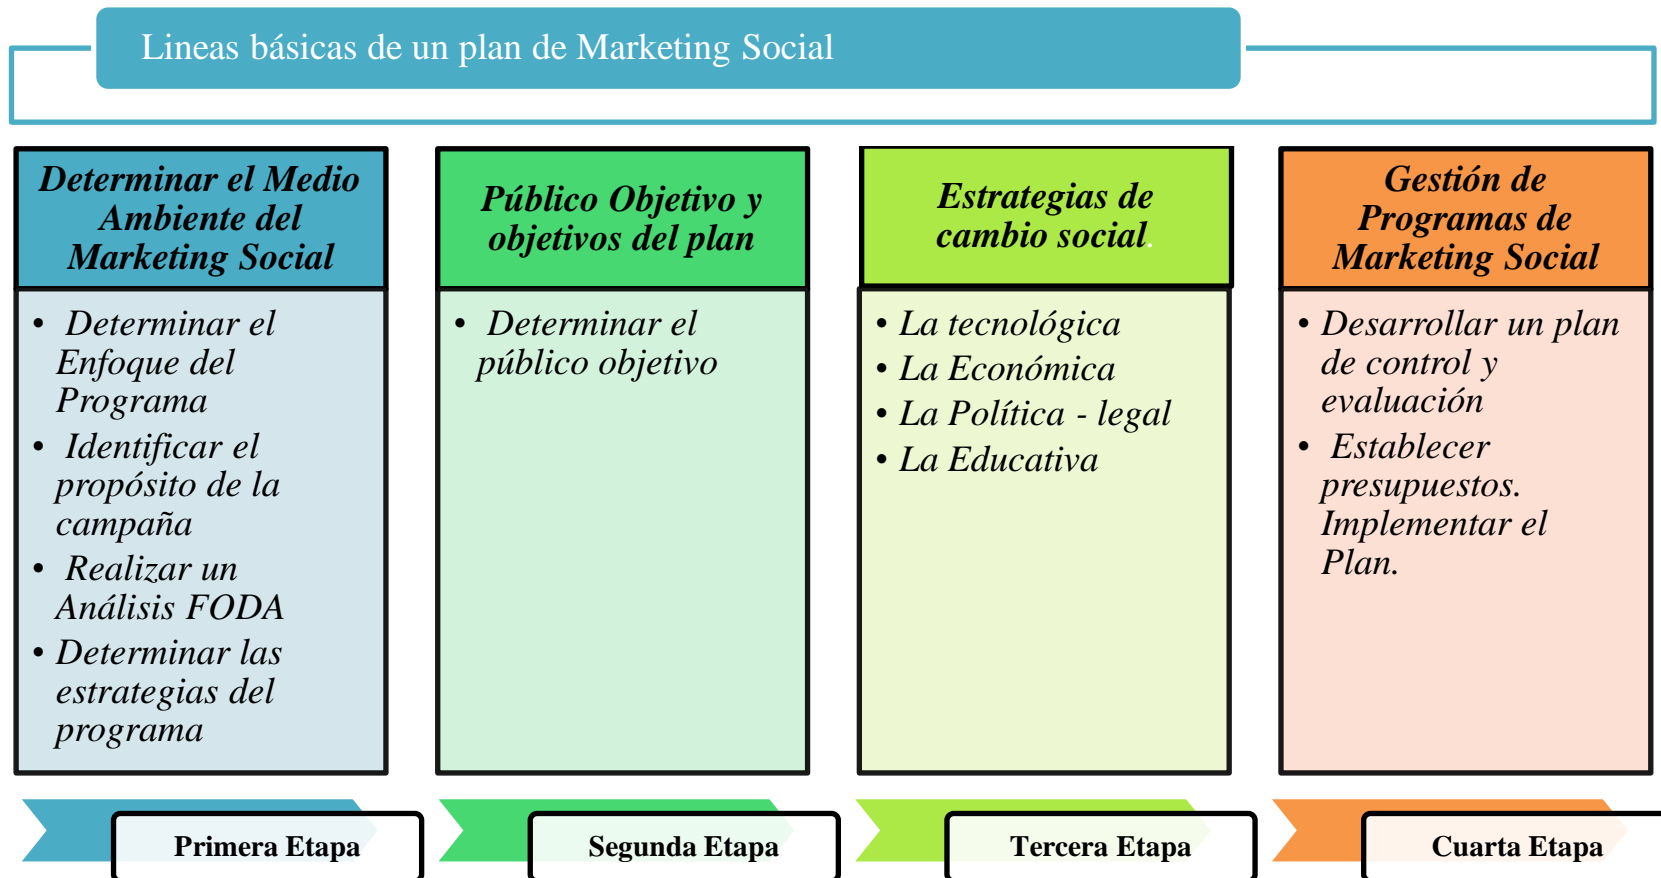 Lineas básicas de un plan de Marketing Social
Determinar el Medio
Ambiente del
Marketing Social
• Determinar el
Enfoque del
Programa
• Identificar el
propósito de la
campaña
• Realizar un
Análisis FODA
• Determinar las
estrategias del
programa
Público Objetivo y
objetivos del plan
• Determinar el
público objetivo
Estrategias de
cambio social.
• La tecnológica
• La Económica
• La Política - legal
• La Educativa
Gestión de
Programas de
Marketing Social
• Desarrollar un plan
de control y
evaluación
• Establecer
presupuestos.
Implementar el
Plan.
Primera Etapa
Segunda Etapa
Tercera Etapa
Cuarta Etapa